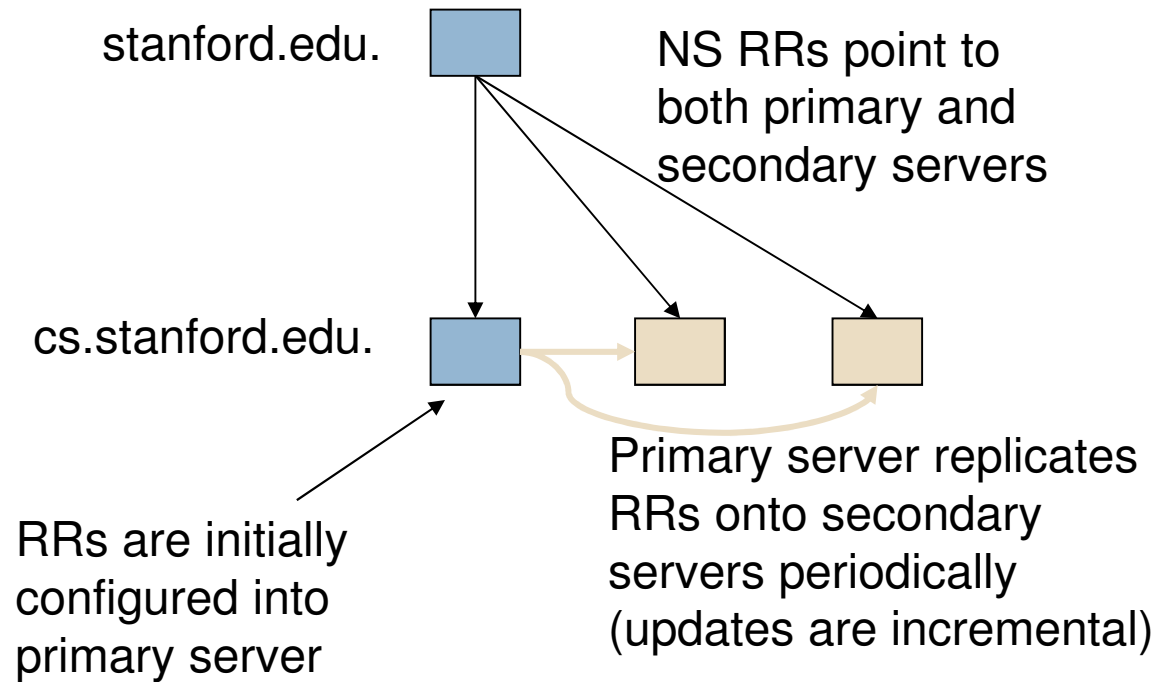 stanford.edu.
NS RRs point to
both primary and
secondary servers
cs.stanford.edu.
Primary server replicates
RRs onto secondary
servers periodically
(updates are incremental)
RRs are initially
configured into
primary server